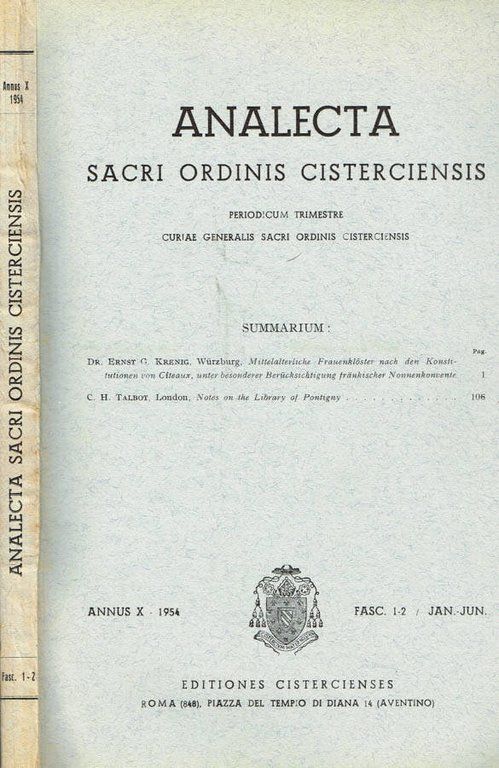 Annus X
1954
ANALECTA SACRI ORDINIS CISTERCIENSIS
Fasc. 1-2
ANALECTA
SACRI ORDINIS CISTERCIENSIS
PERIODICUM TRIMESTRE
CURIAE GENERALIS SACRI ORDINIS CISTERCIENSIS
SUMMARIUM :
Pag.
DR. ERNST G. KRENIG, Würzburg, Mittelalterliche Frauenklöster nach den Konsti-
tutionen von Cîteaux, unter besonderer Berücksichtigung fränkischer Nonnenkonvente 1
C. H. TALBOT, London, Notes on the Library of Pontigny . . . . . . . . . . . . . . . 106
ANNUS X - 1954
FASC. 1-2 / JAN.-JUN.
EDITIONES CISTERCIENSES
ROMA (848), PIAZZA DEL TEMPIO DI DIANA 14 (AVENTINO)